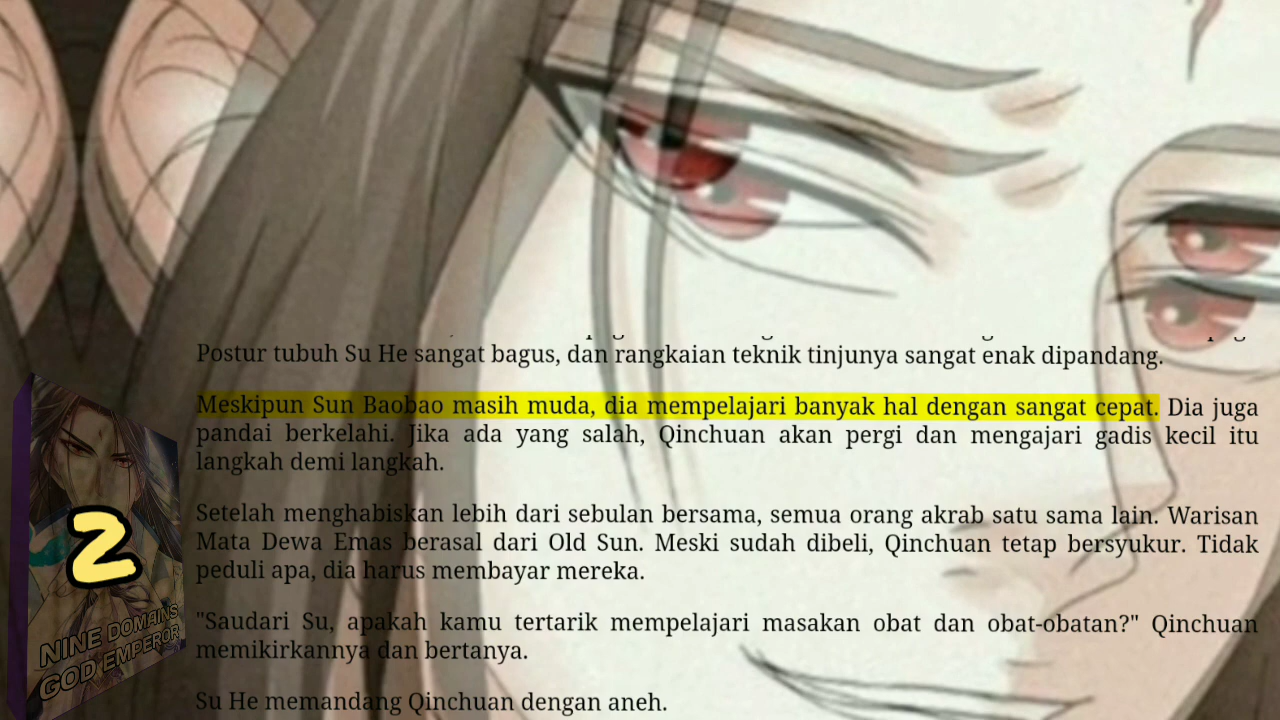 Postur tubuh Su He sangat bagus, dan rangkaian teknik tinjunya sangat enak dipandang.
Meskipun Sun Baobao masih muda, dia mempelajari banyak hal dengan sangat cepat. Dia juga
pandai berkelahi. Jika ada yang salah, Qinchuan akan pergi dan mengajari gadis kecil itu
langkah demi langkah.
Setelah menghabiskan lebih dari sebulan bersama, semua orang akrab satu sama lain. Warisan
Mata Dewa Emas berasal dari Old Sun. Meski sudah dibeli, Qinchuan tetap bersyukur. Tidak
peduli apa, dia harus membayar mereka.
"Saudari Su, apakah kamu tertarik mempelajari masakan obat dan obat-obatan?" Qinchuan
memikirkannya dan bertanya.
Su He memandang Qinchuan dengan aneh.
2
NINE DOMAINS
GOD EMPEROR